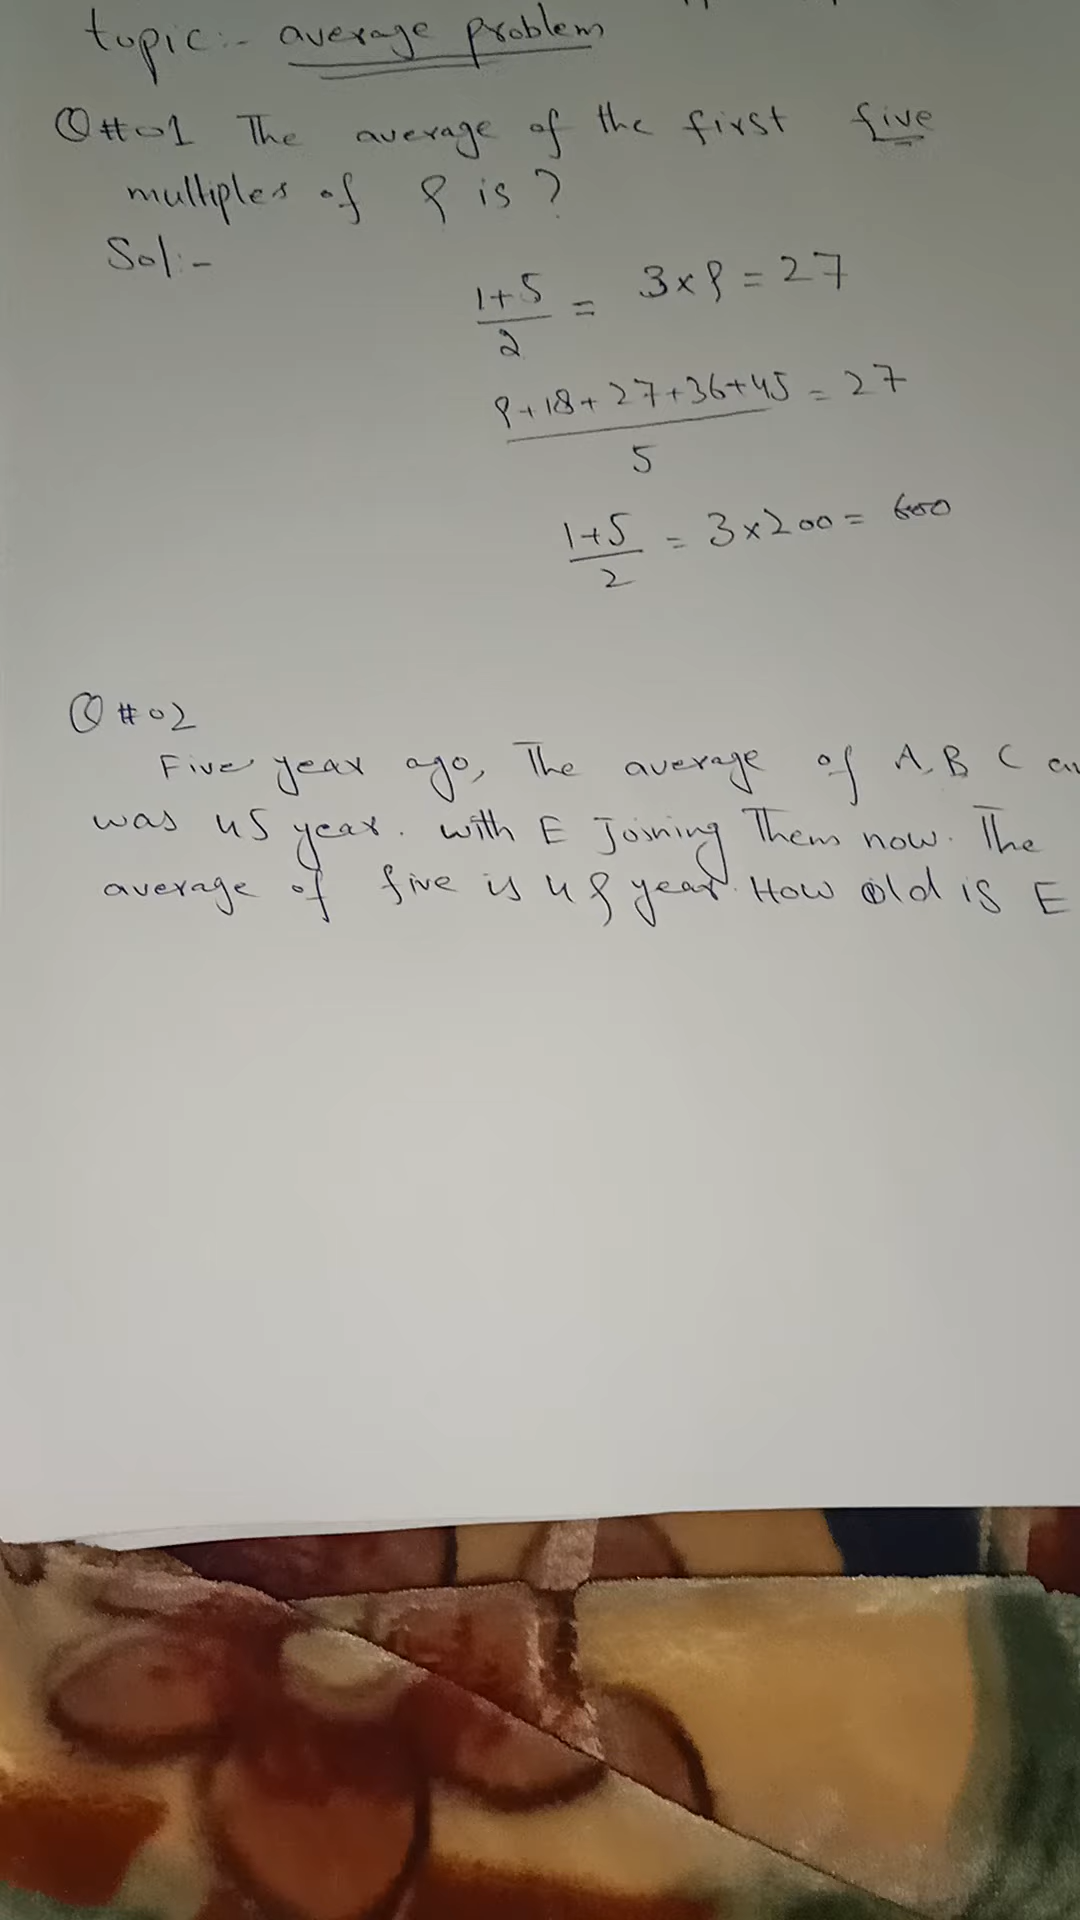 topic:- average problem
Q#01 The average of the first five
multiples of 9 is?
Sol:-
1+5/2 = 3×9=27
9+18+27+36+45/5 = 27
1+5/2 = 3×200= 600
Q#02
Five year ago, The average of A, B C
was 45 year. with E Joining Them now. The
average of five is 49 year. How old is E